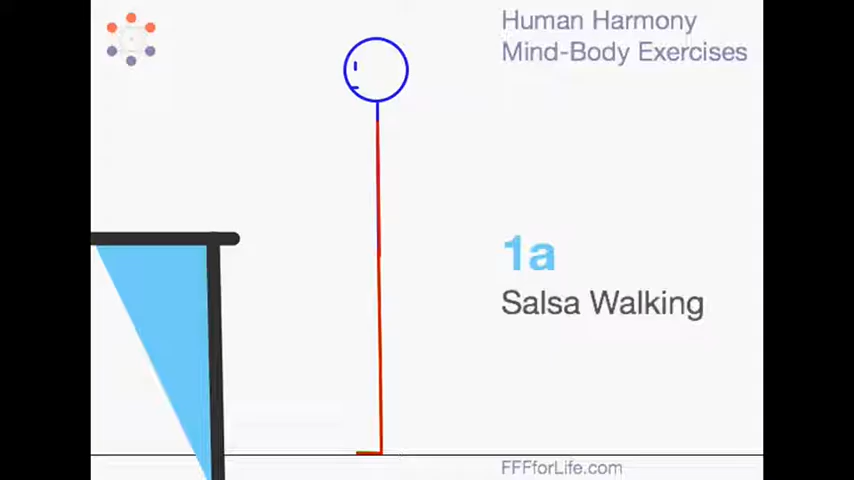 Human Harmony
Mind-Body Exercises
1a
Salsa Walking
FFFforLife.com